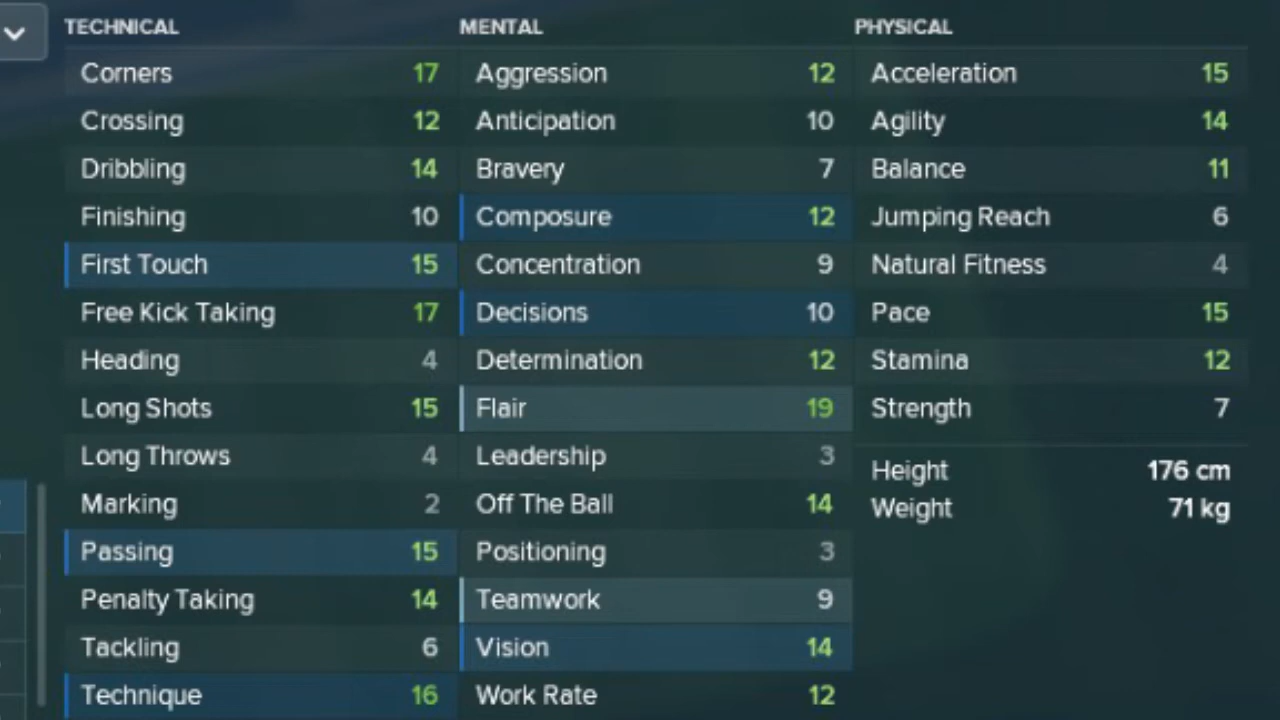 TECHNICAL MENTAL PHYSICAL
Corners 17 Aggression 12 Acceleration 15
Crossing 12 Anticipation 10 Agility 14
Dribbling 14 Bravery 7 Balance 11
Finishing 10 Composure 12 Jumping Reach 6
First Touch 15 Concentration 9 Natural Fitness 4
Free Kick Taking 17 Decisions 10 Pace 15
Heading 4 Determination 12 Stamina 12
Long Shots 15 Flair 19 Strength 7
Long Throws 4 Leadership 3 Height 176 cm
Marking 2 Off The Ball 14 Weight 71 kg
Passing 15 Positioning 3
Penalty Taking 14 Teamwork 9
Tackling 6 Vision 14
Technique 16 Work Rate 12